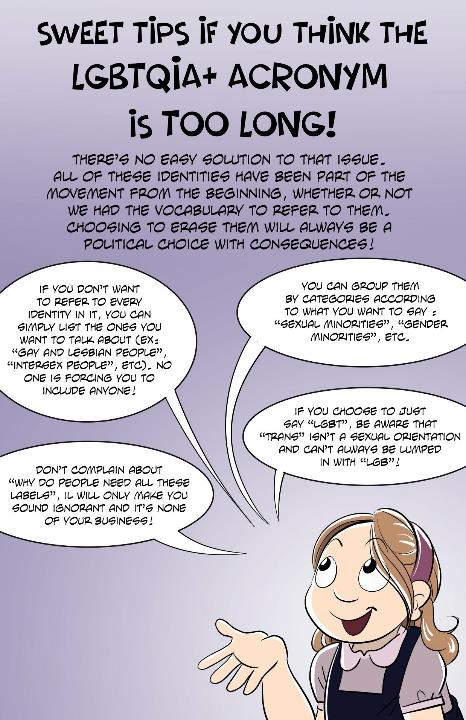 SWEET TIPS iF YOU THiNK THE
LGBTQiA+ ACRONYM
iS TOO LONG!
THERE'S NO EASY SOLUTION TO THAT ISSUE.
ALL OF THESE IDENTITIES HAVE BEEN PART OF THE
MOVEMENT FROM THE BEGINNING, WHETHER OR NOT
WE HAD THE VOCABULARY TO REFER TO THEM.
CHOOSING TO ERASE THEM WILL ALWAYS BE A
POLITICAL CHOICE WITH CONSEQUENCES!
IF YOU DON'T WANT
TO REFER TO EVERY
IDENTITY IN IT, YOU CAN
SIMPLY LIST THE ONES YOU
WANT TO TALK ABOUT (EX:
"GAY AND LESBIAN PEOPLE",
"INTERSEX PEOPLE", ETC). NO
ONE IS FORCING YOU TO
INCLUDE ANYONE!
YOU CAN GROUP THEM
BY CATEGORIES ACCORDING
TO WHAT YOU WANT TO SAY :
"SEXUAL MINORITIES", "GENDER
MINORITIES", ETC.
IF YOU CHOOSE TO JUST
SAY "LGBT", BE AWARE THAT
"TRANS" ISN'T A SEXUAL ORIENTATION
AND CAN'T ALWAYS BE LUMPED
IN WITH "LGB"!
DON'T COMPLAIN ABOUT
"WHY DO PEOPLE NEED ALL THESE
LABELS", IL WILL ONLY MAKE YOU
SOUND IGNORANT AND IT'S NONE
OF YOUR BUSINESS!